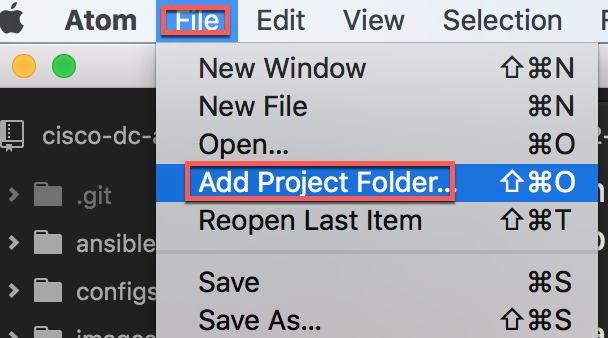 Atom File Edit View Selection
New Window ⇧⌘N
New File ⌘N
cisco-dc-a
Open... ⌘O
.git
Add Project Folder... ⇧⌘O
Reopen Last Item ⇧⌘T
ansible
configs
Save ⌘S
Save As... ⇧⌘S
images